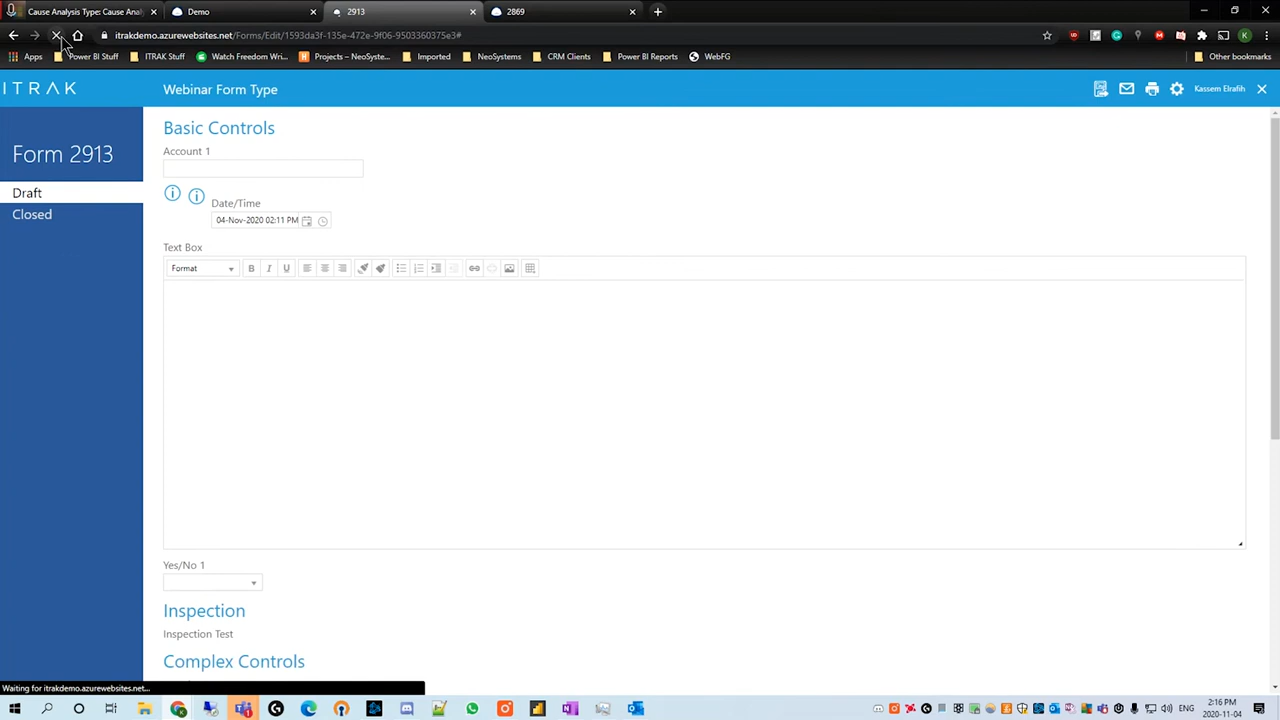 Cause Analysis Type: Cause Anal
Demo
2913
2869
itrakdemo.azurewebsites.net/Forms/Edit/1593da3f-135e-472e-9f06-9503360375e3#
K
Apps
Power BI Stuff
ITRAK Stuff
Watch Freedom Wri...
Projects – NeoSyste...
Imported
NeoSystems
CRM Clients
Power BI Reports
WebFG
Other bookmarks
ITRAK
Webinar Form Type
Kassem Elrafih
Form 2913
Draft
Closed
Basic Controls
Account 1
Date/Time
04-Nov-2020 02:11 PM
Text Box
Format
B I U
Yes/No 1
Inspection
Inspection Test
Complex Controls
Waiting for itrakdemo.azurewebsites.net...
ENG
2:16 PM
2020-11-04